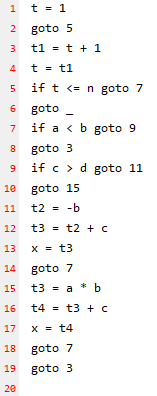 1 t = 1
2 goto 5
3 t1 = t + 1
4 t = t1
5 if t <= n goto 7
6 goto _
7 if a < b goto 9
8 goto 3
9 if c > d goto 11
10 goto 15
11 t2 = -b
12 t3 = t2 + c
13 x = t3
14 goto 7
15 t3 = a * b
16 t4 = t3 + c
17 x = t4
18 goto 7
19 goto 3
20